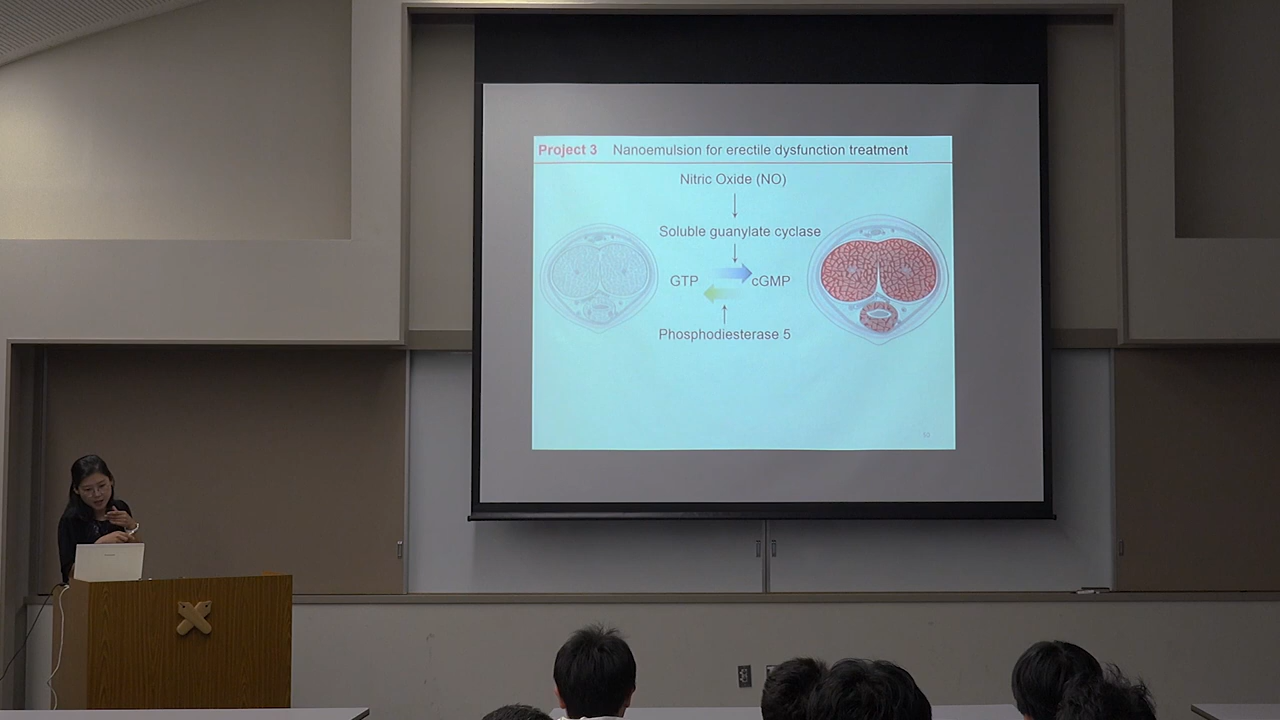 Project 3 Nanoemulsion for erectile dysfunction treatment
Nitric Oxide (NO)
Soluble guanylate cyclase
GTP
cGMP
Phosphodiesterase 5